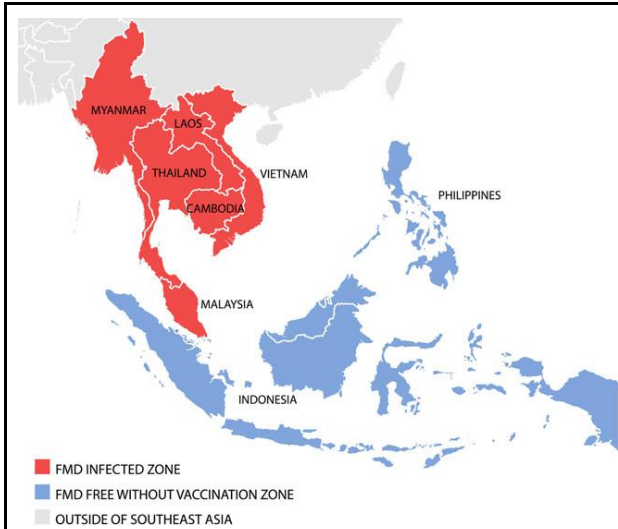 MYANMAR
LAOS
THAILAND
VIETNAM
CAMBODIA
PHILIPPINES
MALAYSIA
INDONESIA
FMD INFECTED ZONE
FMD FREE WITHOUT VACCINATION ZONE
OUTSIDE OF SOUTHEAST ASIA